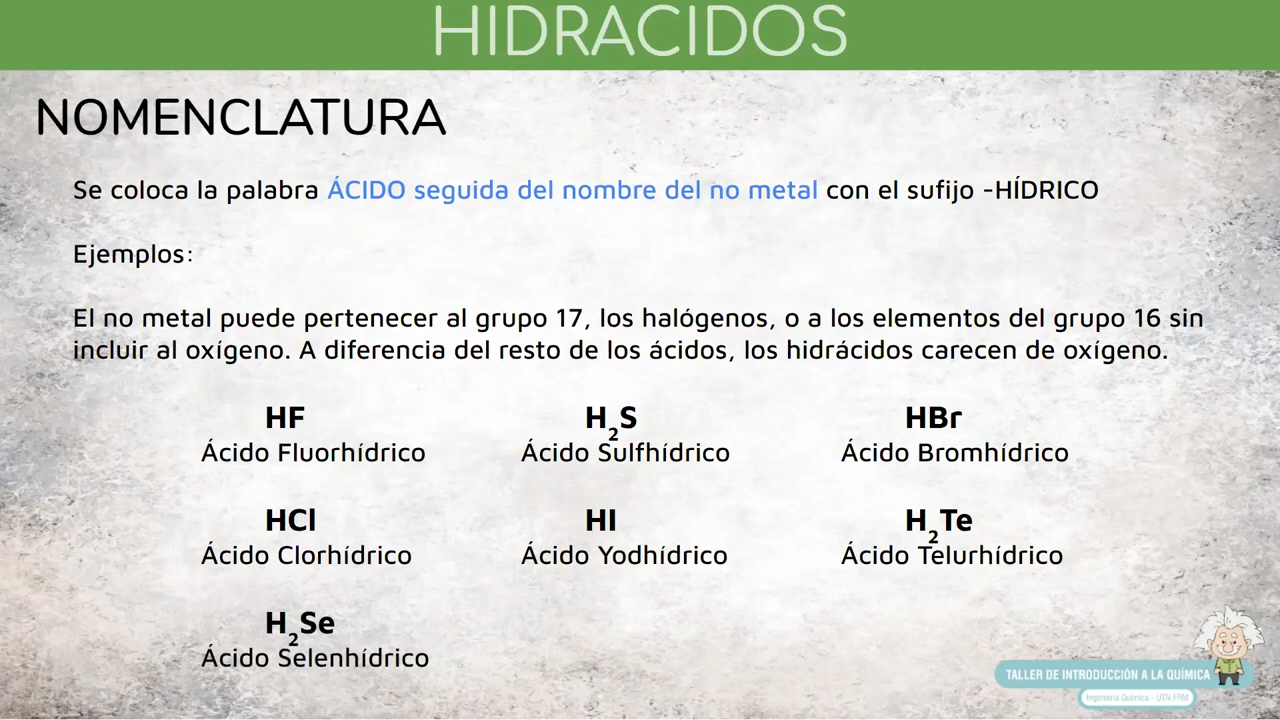 HIDRACIDOS
NOMENCLATURA
Se coloca la palabra ÁCIDO seguida del nombre del no metal con el sufijo -HÍDRICO
Ejemplos:
El no metal puede pertenecer al grupo 17, los halógenos, o a los elementos del grupo 16 sin
incluir al oxígeno. A diferencia del resto de los ácidos, los hidrácidos carecen de oxígeno.
HF H₂S HBr
Ácido Fluorhídrico Ácido Sulfhídrico Ácido Bromhídrico
HCl HI H₂Te
Ácido Clorhídrico Ácido Yodhídrico Ácido Telurhídrico
H₂Se
Ácido Selenhídrico
TALLER DE INTRODUCCIÓN A LA QUÍMICA
Ingeniería Química - UTN FRM